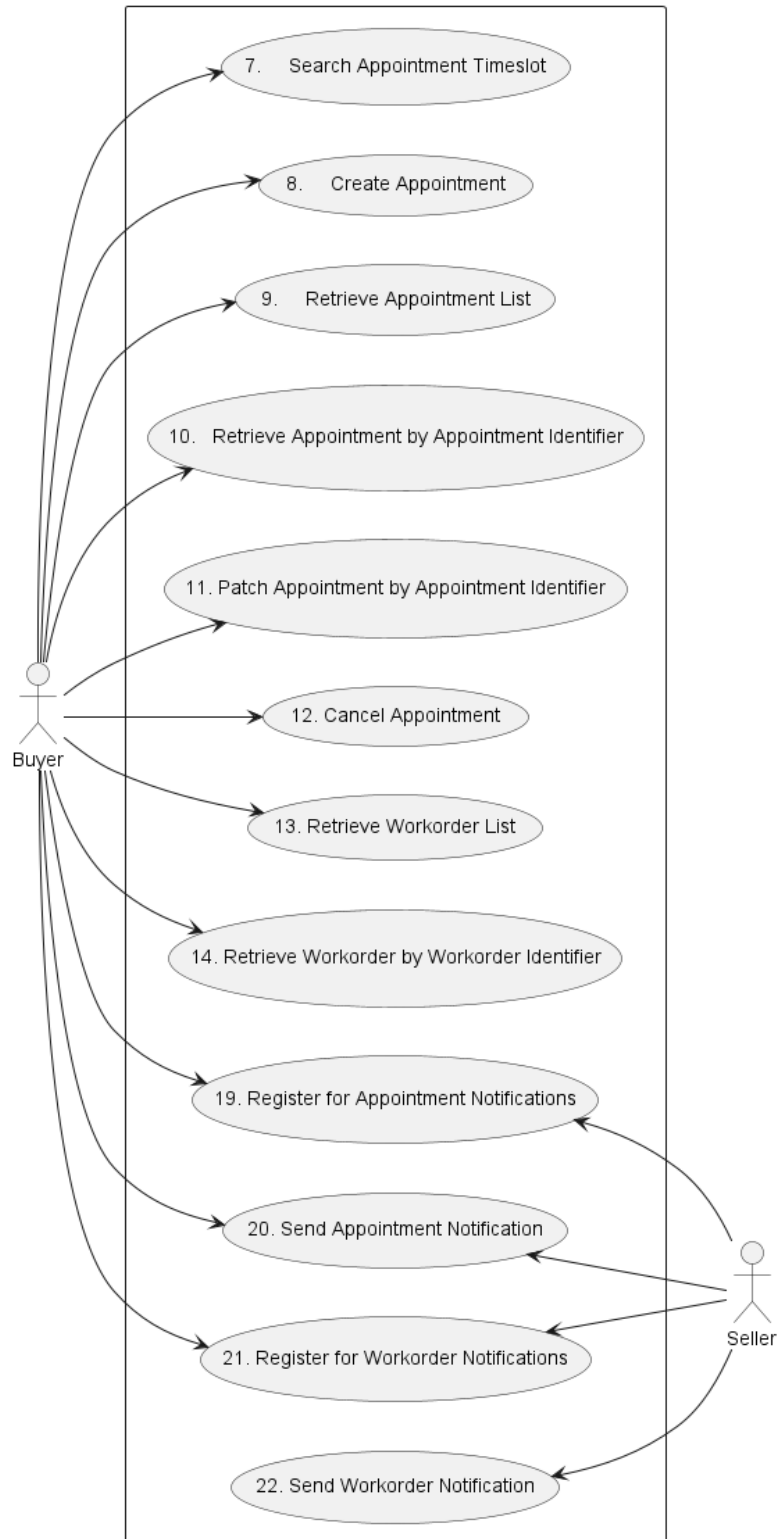 7. Search Appointment Timeslot
8. Create Appointment
9. Retrieve Appointment List
10. Retrieve Appointment by Appointment Identifier
11. Patch Appointment by Appointment Identifier
12. Cancel Appointment
Buyer
13. Retrieve Workorder List
14. Retrieve Workorder by Workorder Identifier
19. Register for Appointment Notifications
20. Send Appointment Notification
Seller
21. Register for Workorder Notifications
22. Send Workorder Notification